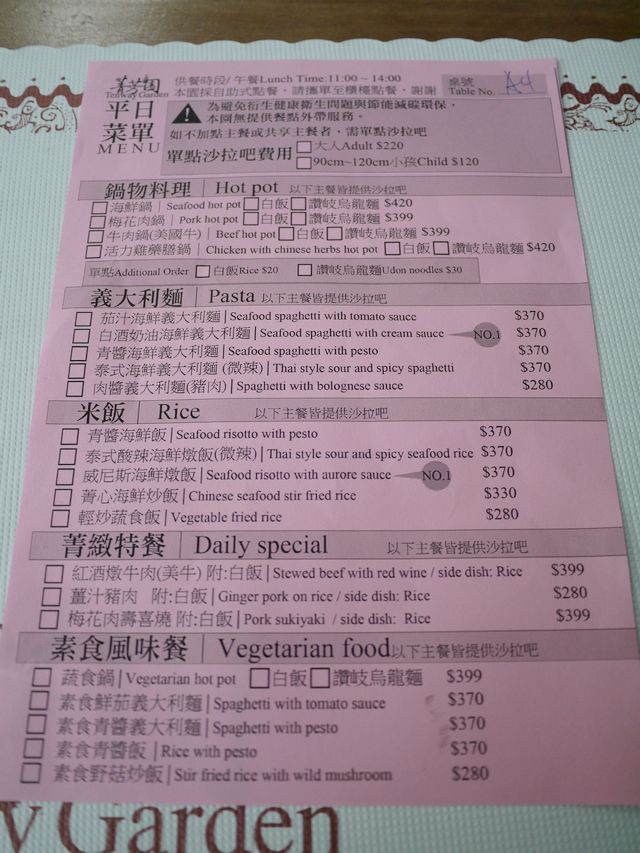 菁芳園
Tenway Garden
供餐時段/ 午餐Lunch Time:11:00～14:00
本園採自助式點餐，請攜單至櫃檯點餐，謝謝
桌號
Table No. A4
平日
菜單
MENU
為避免衍生健康衛生問題與節能減碳環保，
本園無提供餐點外帶服務。
如不加點主餐或共享主餐者，需單點沙拉吧
單點沙拉吧費用 □大人Adult $220
□90cm~120cm小孩Child $120
鍋物料理│Hot pot 以下主餐皆提供沙拉吧
□海鮮鍋│Seafood hot pot□白飯□讚岐烏龍麵 $420
□梅花肉鍋│Pork hot pot □白飯□讚岐烏龍麵 $399
□牛肉鍋(美國牛)│Beef hot pot□白飯□讚岐烏龍麵 $399
□活力雞藥膳鍋│Chicken with chinese herbs hot pot □白飯□讚岐烏龍麵 $420
單點Additional Order □白飯Rice $20 □讚岐烏龍麵Udon noodles $30
義大利麵│Pasta 以下主餐皆提供沙拉吧
□茄汁海鮮義大利麵│Seafood spaghetti with tomato sauce $370
□白酒奶油海鮮義大利麵│Seafood spaghetti with cream sauce NO.1 $370
□青醬海鮮義大利麵│Seafood spaghetti with pesto $370
□泰式海鮮義大利麵 (微辣)│Thai style sour and spicy spaghetti $370
□肉醬義大利麵(豬肉)│Spaghetti with bolognese sauce $280
米飯│Rice 以下主餐皆提供沙拉吧
□青醬海鮮飯│Seafood risotto with pesto $370
□泰式酸辣海鮮燉飯(微辣)│Thai style sour and spicy seafood rice $370
□威尼斯海鮮燉飯│Seafood risotto with aurore sauce NO.1 $370
□菁心海鮮炒飯│Chinese seafood stir fried rice $330
□輕炒蔬食飯│Vegetable fried rice $280
菁緻特餐│Daily special 以下主餐皆提供沙拉吧
□紅酒燉牛肉(美牛) 附:白飯│Stewed beef with red wine / side dish: Rice $399
□薑汁豬肉 附:白飯│Ginger pork on rice / side dish: Rice $280
□梅花肉壽喜燒 附:白飯│Pork sukiyaki / side dish: Rice $399
素食風味餐│Vegetarian food以下主餐皆提供沙拉吧
□蔬食鍋│Vegetarian hot pot □白飯□讚岐烏龍麵 $399
□素食鮮茄義大利麵│Spaghetti with tomato sauce $370
□素食青醬義大利麵│Spaghetti with pesto $370
□素食青醬飯│Rice with pesto $370
□素食野菇炒飯│Stir fried rice with wild mushroom $280
way Garden